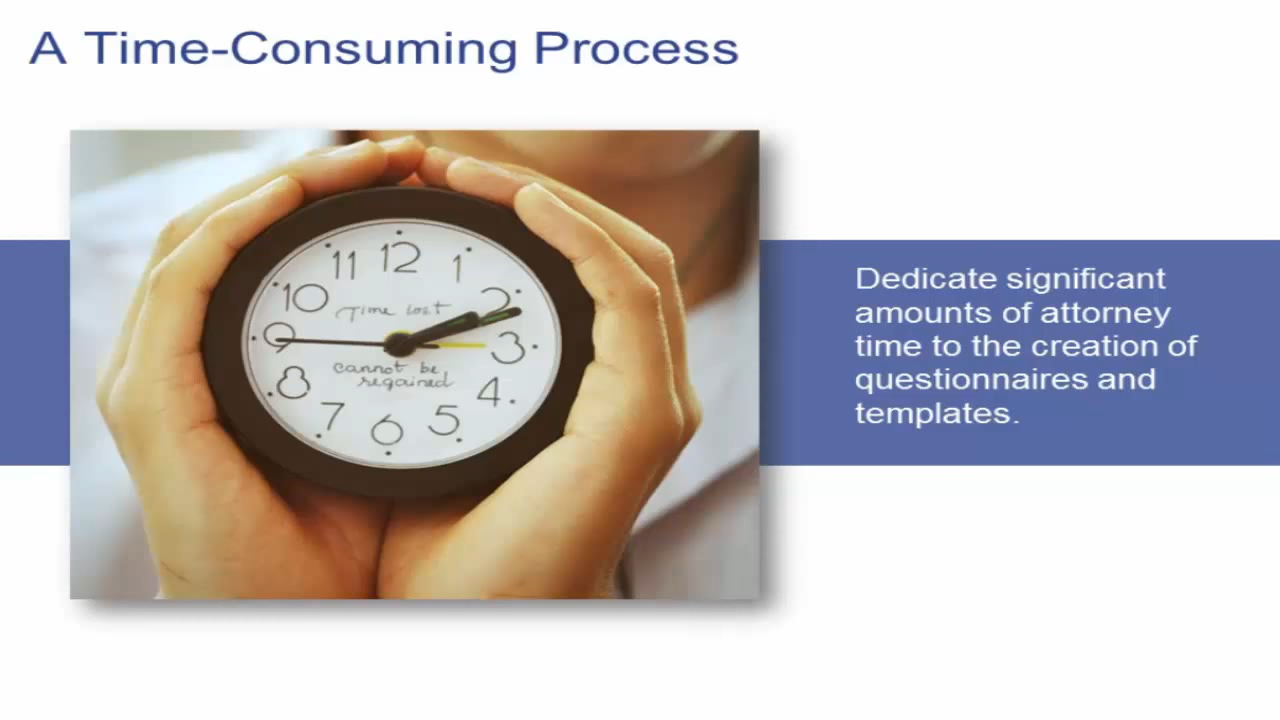 A Time-Consuming Process
11 12 1
10 2
Time lost
9 3
cannot be
regained
8 4
7 6 5
Dedicate significant
amounts of attorney
time to the creation of
questionnaires and
templates.